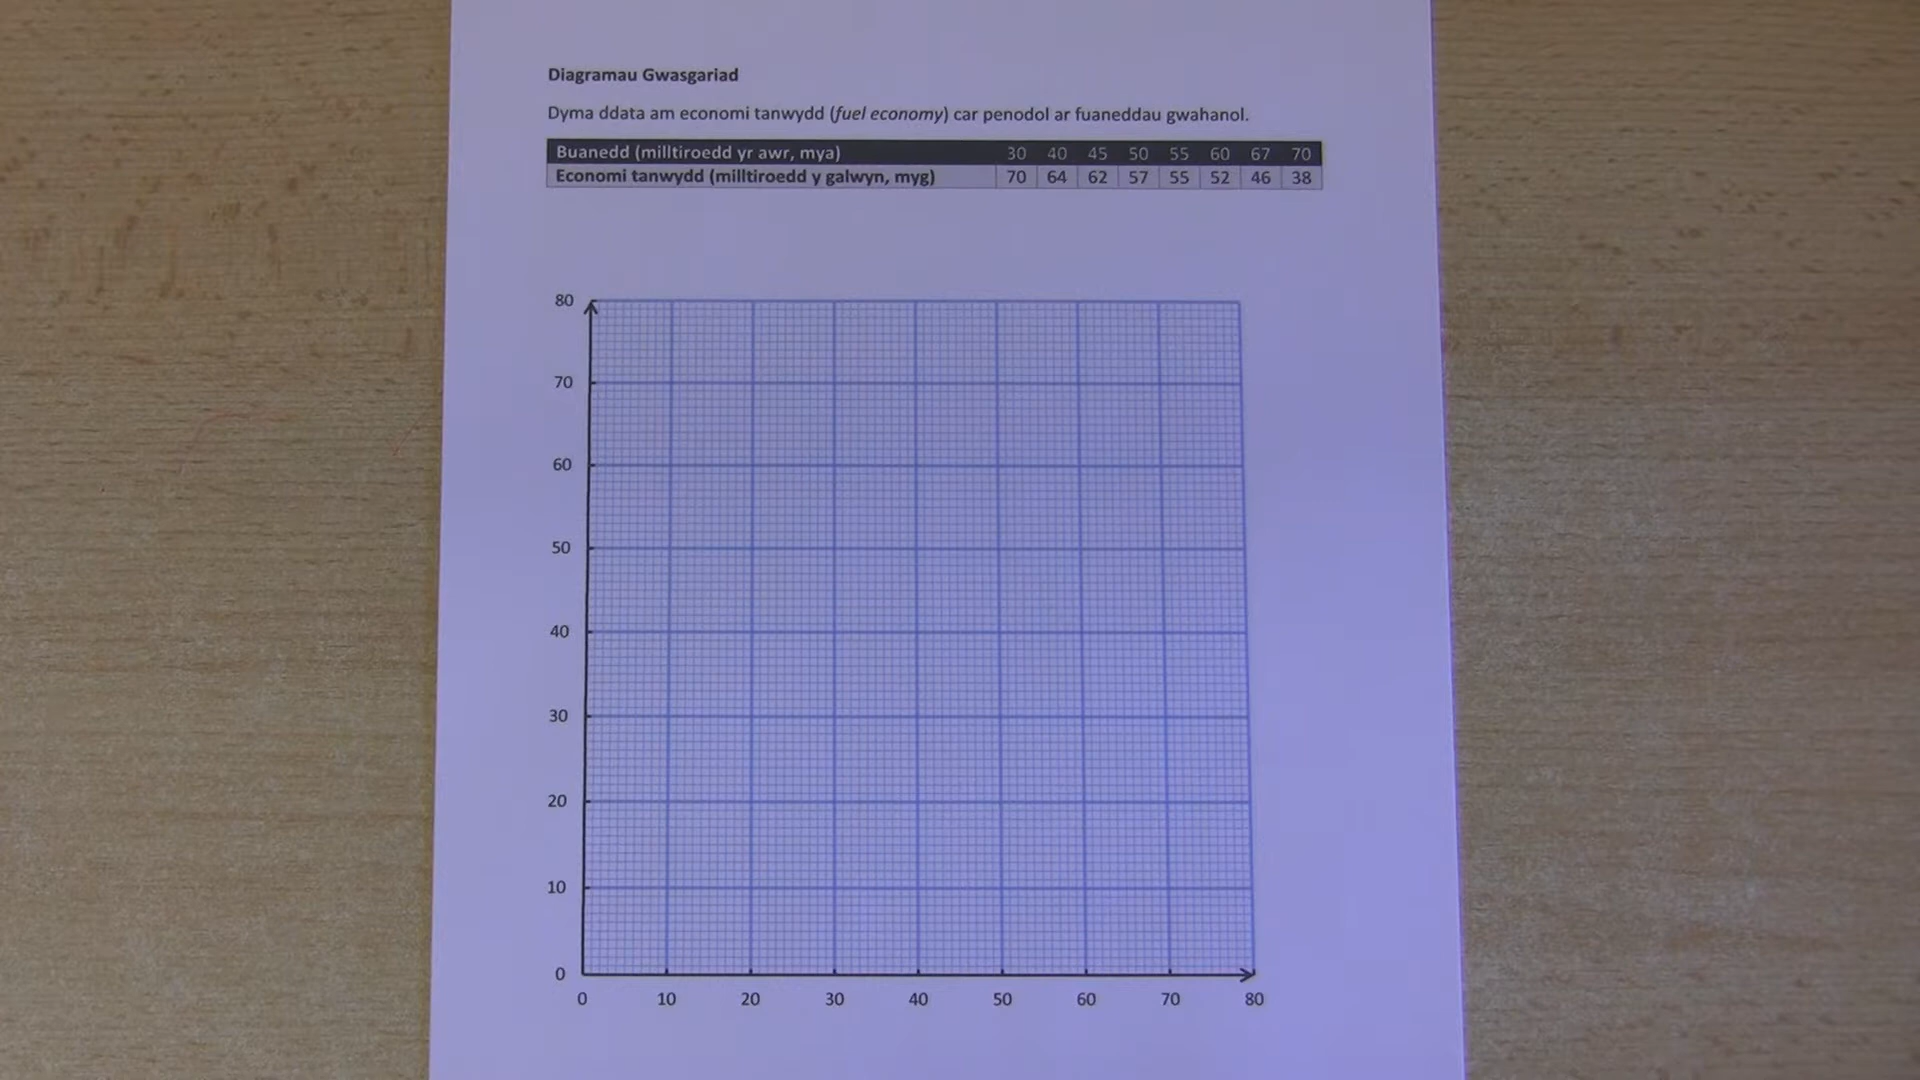 Diagramau Gwasgariad
Dyma ddata am economi tanwydd (fuel economy) car penodol ar fuaneddau gwahanol.
Buanedd (milltiroedd yr awr, mya) 30 40 45 50 55 60 67 70
Economi tanwydd (milltiroedd y galwyn, myg) 70 64 62 57 55 52 46 38
80
70
60
50
40
30
20
10
0
0 10 20 30 40 50 60 70 80